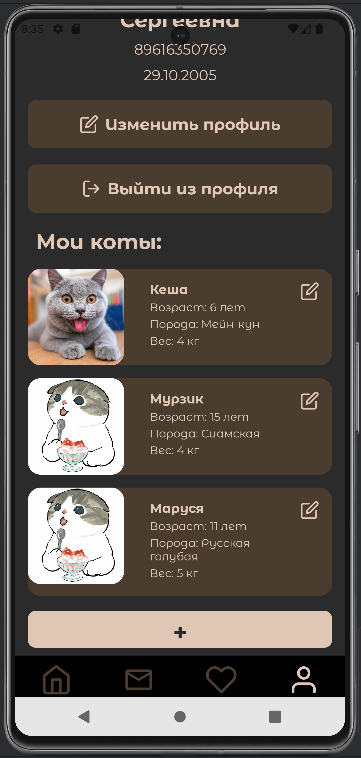 8:35
Сергеевна
89616350769
29.10.2005
Изменить профиль
Выйти из профиля
Мои коты:
Кеша
Возраст: 6 лет
Порода: Мейн-кун
Вес: 4 кг
Мурзик
Возраст: 15 лет
Порода: Сиамская
Вес: 4 кг
Маруся
Возраст: 11 лет
Порода: Русская
голубая
Вес: 5 кг
+